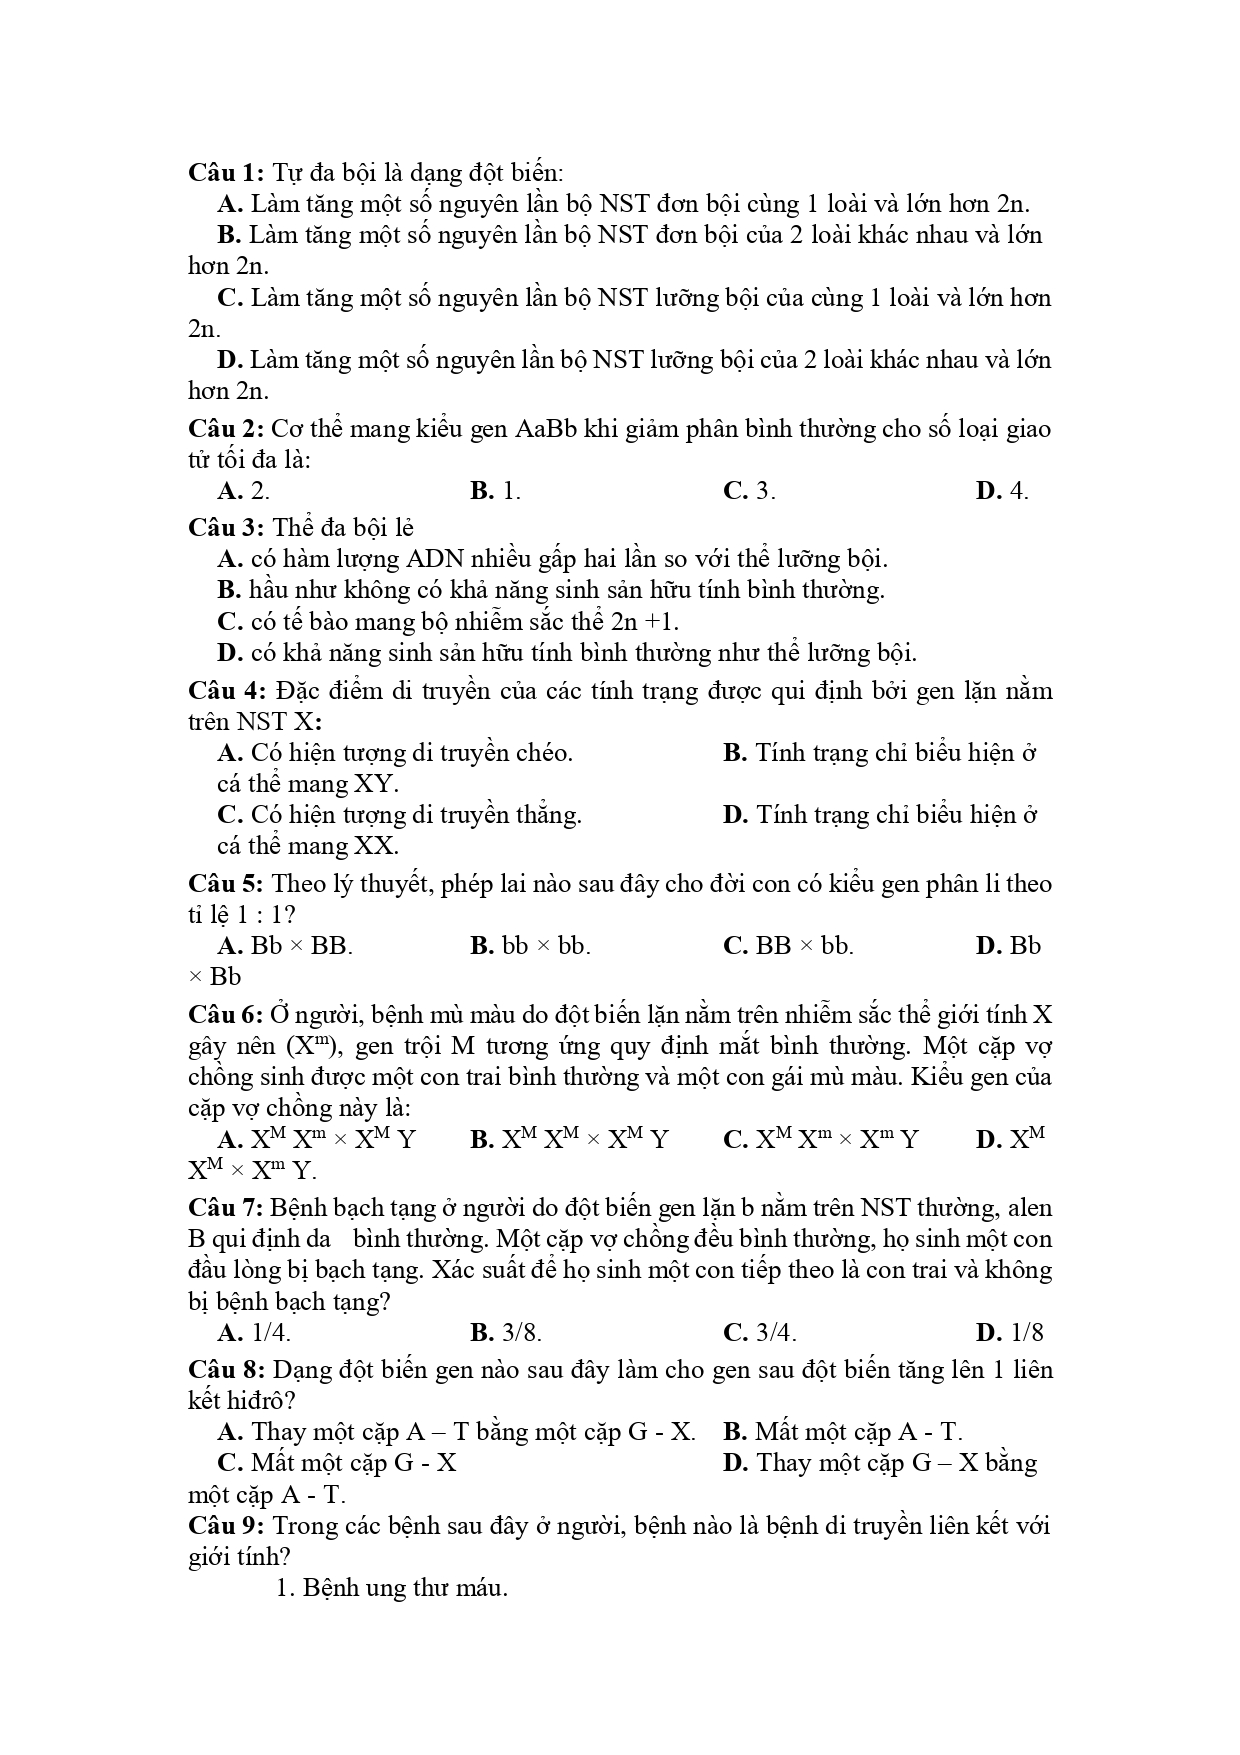 Câu 1: Tự đa bội là dạng đột biến:
A. Làm tăng một số nguyên lần bộ NST đơn bội cùng 1 loài và lớn hơn 2n.
B. Làm tăng một số nguyên lần bộ NST đơn bội của 2 loài khác nhau và lớn
hơn 2n.
C. Làm tăng một số nguyên lần bộ NST lưỡng bội của cùng 1 loài và lớn hơn
2n.
D. Làm tăng một số nguyên lần bộ NST lưỡng bội của 2 loài khác nhau và lớn
hơn 2n.
Câu 2: Cơ thể mang kiểu gen AaBb khi giảm phân bình thường cho số loại giao
tử tối đa là:
A. 2. B. 1. C. 3. D. 4.
Câu 3: Thể đa bội lẻ
A. có hàm lượng ADN nhiều gấp hai lần so với thể lưỡng bội.
B. hầu như không có khả năng sinh sản hữu tính bình thường.
C. có tế bào mang bộ nhiễm sắc thể 2n +1.
D. có khả năng sinh sản hữu tính bình thường như thể lưỡng bội.
Câu 4: Đặc điểm di truyền của các tính trạng được qui định bởi gen lặn nằm
trên NST X:
A. Có hiện tượng di truyền chéo. B. Tính trạng chỉ biểu hiện ở
cá thể mang XY.
C. Có hiện tượng di truyền thẳng. D. Tính trạng chỉ biểu hiện ở
cá thể mang XX.
Câu 5: Theo lý thuyết, phép lai nào sau đây cho đời con có kiểu gen phân li theo
tỉ lệ 1 : 1?
A. Bb × BB. B. bb × bb. C. BB × bb. D. Bb
× Bb
Câu 6: Ở người, bệnh mù màu do đột biến lặn nằm trên nhiễm sắc thể giới tính X
gây nên (Xᵐ), gen trội M tương ứng quy định mắt bình thường. Một cặp vợ
chồng sinh được một con trai bình thường và một con gái mù màu. Kiểu gen của
cặp vợ chồng này là:
A. Xᴹ Xᵐ × Xᴹ Y B. Xᴹ Xᴹ × Xᴹ Y C. Xᴹ Xᵐ × Xᵐ Y D. Xᴹ
Xᴹ × Xᵐ Y.
Câu 7: Bệnh bạch tạng ở người do đột biến gen lặn b nằm trên NST thường, alen
B qui định da bình thường. Một cặp vợ chồng đều bình thường, họ sinh một con
đầu lòng bị bạch tạng. Xác suất để họ sinh một con tiếp theo là con trai và không
bị bệnh bạch tạng?
A. 1/4. B. 3/8. C. 3/4. D. 1/8
Câu 8: Dạng đột biến gen nào sau đây làm cho gen sau đột biến tăng lên 1 liên
kết hiđrô?
A. Thay một cặp A – T bằng một cặp G - X. B. Mất một cặp A - T.
C. Mất một cặp G - X D. Thay một cặp G – X bằng
một cặp A - T.
Câu 9: Trong các bệnh sau đây ở người, bệnh nào là bệnh di truyền liên kết với
giới tính?
1. Bệnh ung thư máu.